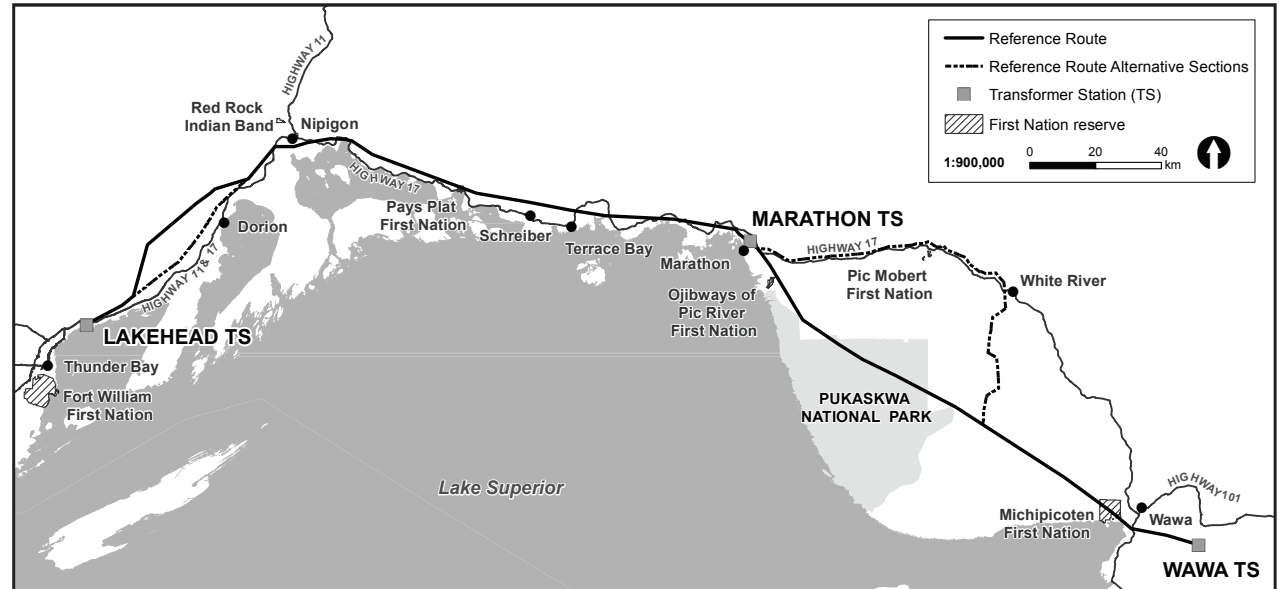 HIGHWAY 11
Red Rock
Indian Band
Nipigon
Reference Route
Reference Route Alternative Sections
Transformer Station (TS)
First Nation reserve
1:900,000
0 20 40
km
HIGHWAY 17
Pays Plat
First Nation
Schreiber
Terrace Bay
Dorion
HIGHWAY 11 & 17
MARATHON TS
Marathon
HIGHWAY 17
Pic Mobert
First Nation
White River
Ojibways of
Pic River
First Nation
LAKEHEAD TS
Thunder Bay
Fort William
First Nation
PUKASKWA
NATIONAL PARK
Lake Superior
HIGHWAY 101
Michipicoten
First Nation
Wawa
WAWA TS